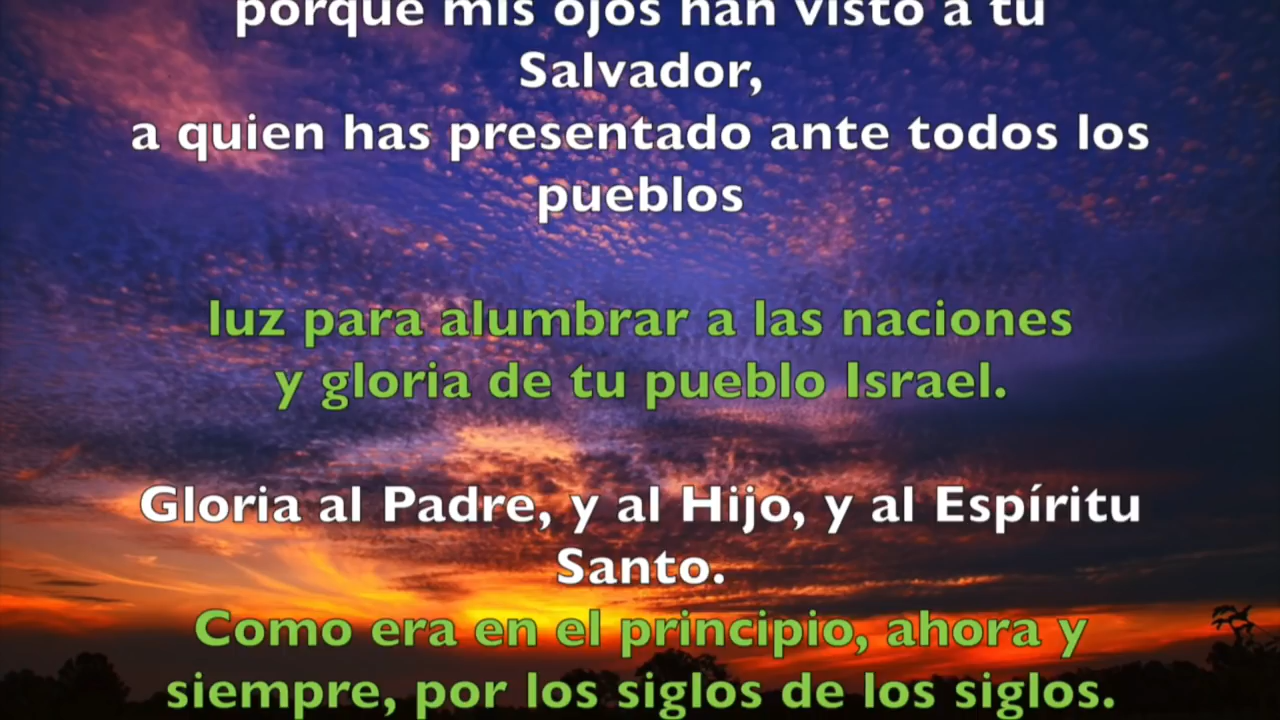 porque mis ojos han visto a tu
Salvador,
a quien has presentado ante todos los
pueblos
luz para alumbrar a las naciones
y gloria de tu pueblo Israel.
Gloria al Padre, y al Hijo, y al Espíritu
Santo.
Como era en el principio, ahora y
siempre, por los siglos de los siglos.